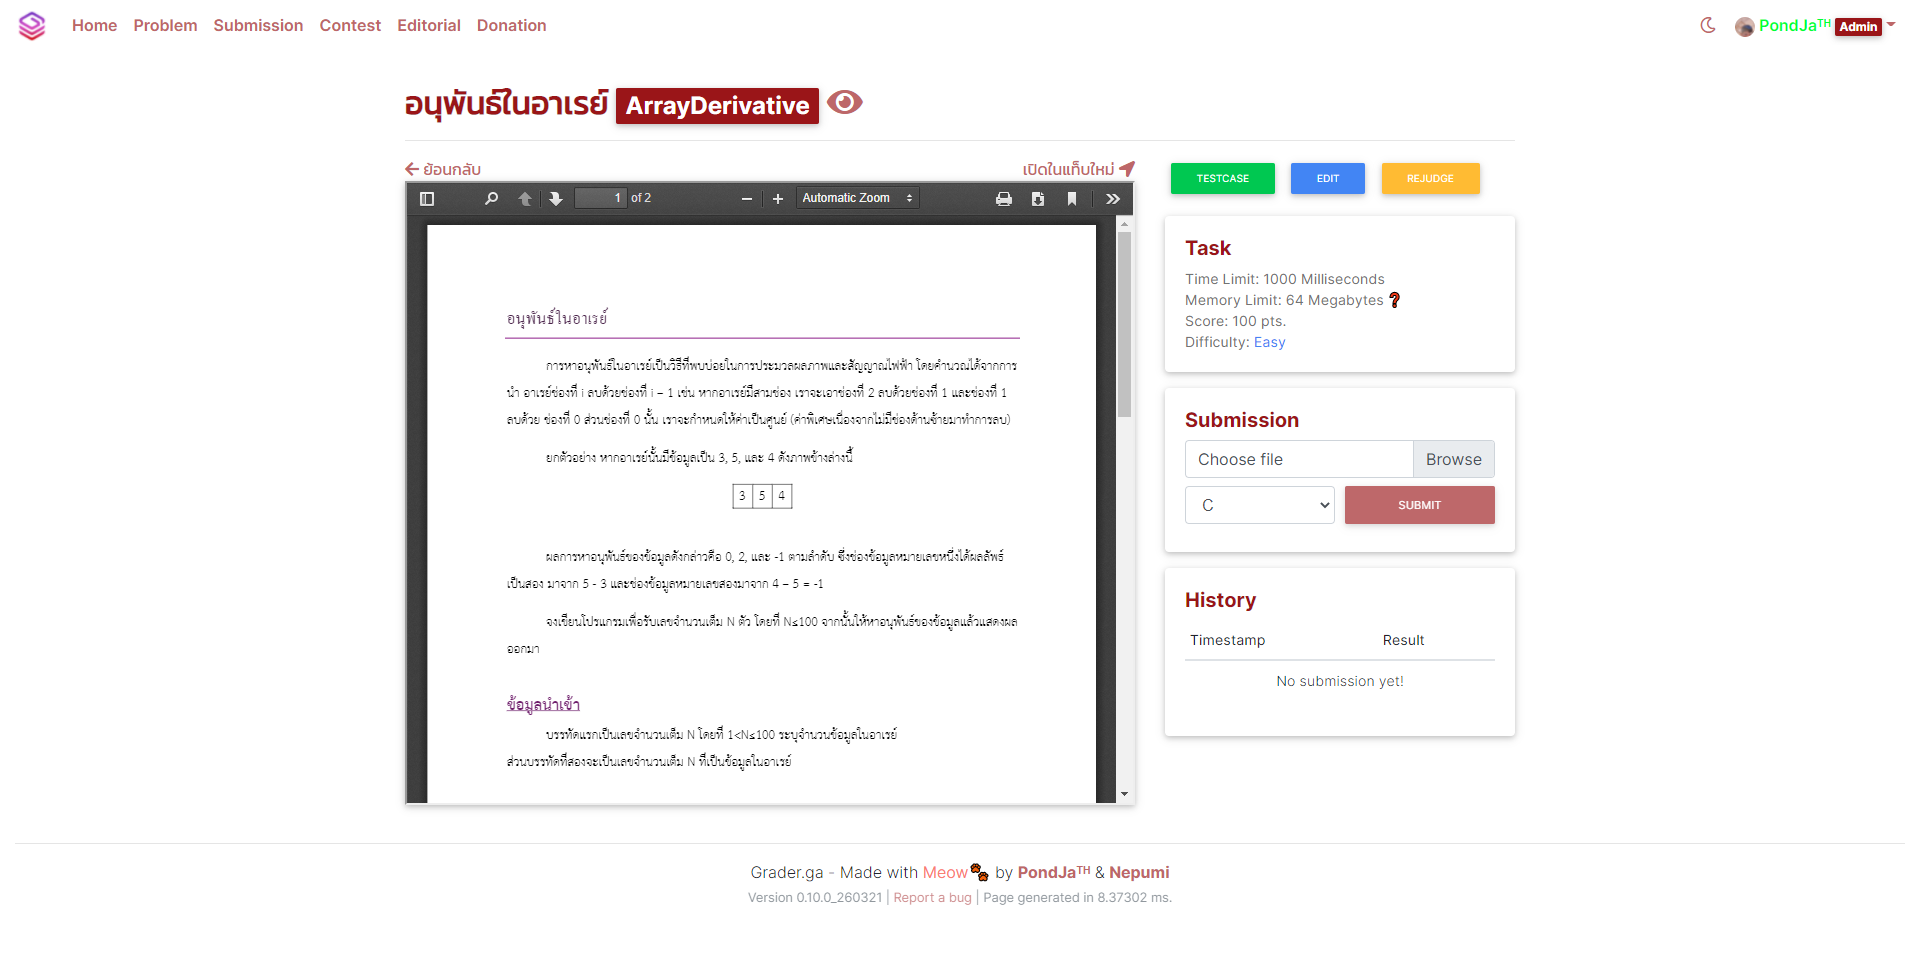 Home Problem Submission Contest Editorial Donation
PondJaᵀᴴ Admin
อนุพันธ์ในอาเรย์ ArrayDerivative
ย้อนกลับ
เปิดในแท็บใหม่
1 of 2
Automatic Zoom
อนุพันธ์ในอาเรย์
การหาอนุพันธ์ในอาเรย์เป็นวิธีที่พบบ่อยในการประมวลผลภาพและสัญญาณไฟฟ้า โดยคำนวณได้จากการ
นำ อาเรย์ช่องที่ i ลบด้วยช่องที่ i – 1 เช่น หากอาเรย์มีสามช่อง เราจะเอาช่องที่ 2 ลบด้วยช่องที่ 1 และช่องที่ 1
ลบด้วย ช่องที่ 0 ส่วนช่องที่ 0 นั้น เราจะกำหนดให้ค่าเป็นศูนย์ (ค่าพิเศษเนื่องจากไม่มีช่องด้านซ้ายมาทำการลบ)
ยกตัวอย่าง หากอาเรย์นั้นมีข้อมูลเป็น 3, 5, และ 4 ดังภาพข้างล่างนี้
3 5 4
ผลการหาอนุพันธ์ของข้อมูลดังกล่าวคือ 0, 2, และ -1 ตามลำดับ ซึ่งช่องข้อมูลหมายเลขหนึ่งได้ผลลัพธ์
เป็นสอง มาจาก 5 - 3 และช่องข้อมูลหมายเลขสองมาจาก 4 – 5 = -1
จงเขียนโปรแกรมเพื่อรับเลขจำนวนเต็ม N ตัว โดยที่ N≤100 จากนั้นให้หาอนุพันธ์ของข้อมูลแล้วแสดงผล
ออกมา
ข้อมูลนำเข้า
บรรทัดแรกเป็นเลขจำนวนเต็ม N โดยที่ 1<N≤100 ระบุจำนวนข้อมูลในอาเรย์
ส่วนบรรทัดที่สองจะเป็นเลขจำนวนเต็ม N ที่เป็นข้อมูลในอาเรย์
TESTCASE EDIT REJUDGE
Task
Time Limit: 1000 Milliseconds
Memory Limit: 64 Megabytes ❓
Score: 100 pts.
Difficulty: Easy
Submission
Choose file Browse
C SUBMIT
History
Timestamp Result
No submission yet!
Grader.ga - Made with Meow🐾 by PondJaᵀᴴ & Nepumi
Version 0.10.0_260321 | Report a bug | Page generated in 8.37302 ms.